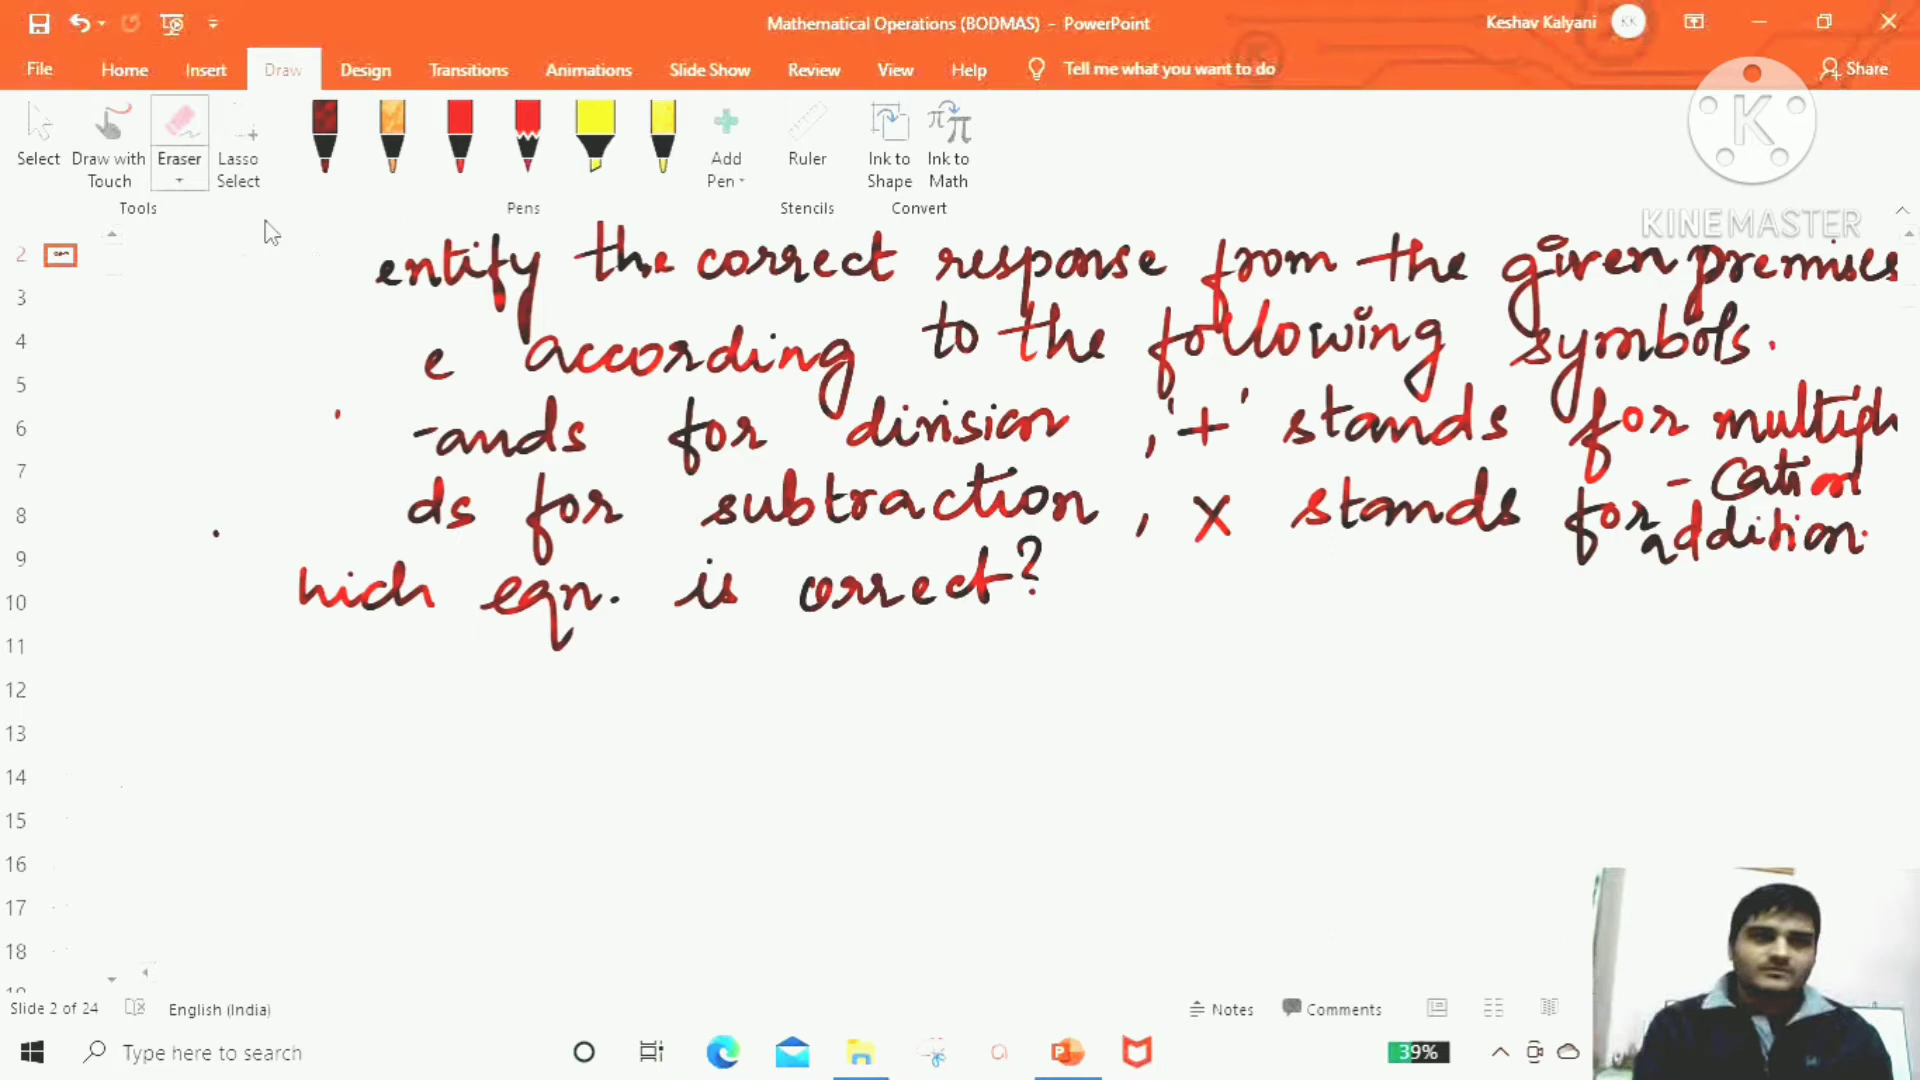 Mathematical Operations (BODMAS) - PowerPoint
Keshav Kalyani KK
File Home Insert Draw Design Transitions Animations Slide Show Review View Help Tell me what you want to do Share
Select Draw with Touch Eraser Lasso Select Add Pen Ruler Ink to Shape Ink to Math
Tools Pens Stencils Convert
K
KINEMASTER
entify the correct response from the given premises
e according to the following symbols.
-ands for division, '+' stands for multipli
-cation
ds for subtraction, x stands for addition.
hich eqn. is correct?
2
3
4
5
6
7
8
9
10
11
12
13
14
15
16
17
18
Slide 2 of 24 English (India) Notes Comments
Type here to search 39%